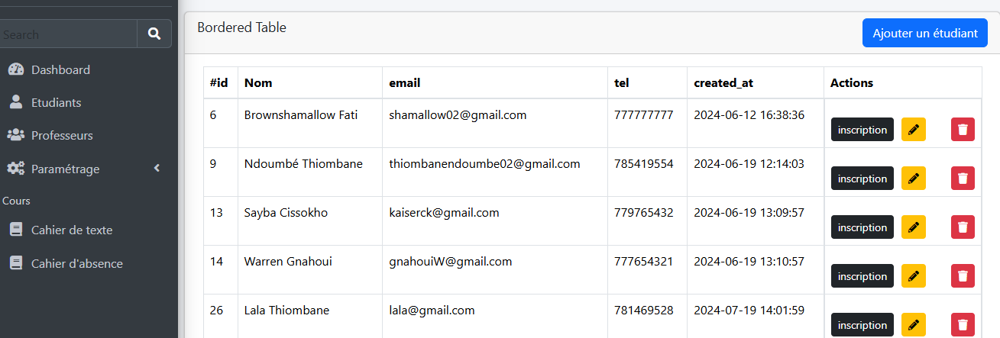 Search
Dashboard
Etudiants
Professeurs
Paramétrage
Cours
Cahier de texte
Cahier d'absence
Bordered Table
Ajouter un étudiant
#id Nom email tel created_at Actions
6 Brownshamallow Fati shamallow02@gmail.com 777777777 2024-06-12 16:38:36 inscription
9 Ndoumbé Thiombane thiombanendoumbe02@gmail.com 785419554 2024-06-19 12:14:03 inscription
13 Sayba Cissokho kaiserck@gmail.com 779765432 2024-06-19 13:09:57 inscription
14 Warren Gnahoui gnahouiW@gmail.com 777654321 2024-06-19 13:10:57 inscription
26 Lala Thiombane lala@gmail.com 781469528 2024-07-19 14:01:59 inscription